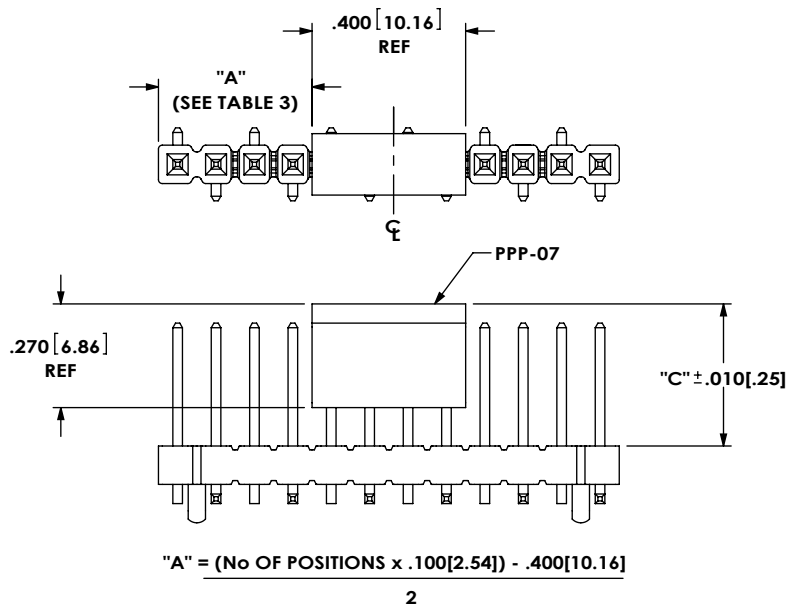 .400[10.16]
REF
"A"
(SEE TABLE 3)
C
L
PPP-07
.270[6.86]
REF
"C"±.010[.25]
"A" = (No OF POSITIONS x .100[2.54]) - .400[10.16]
2